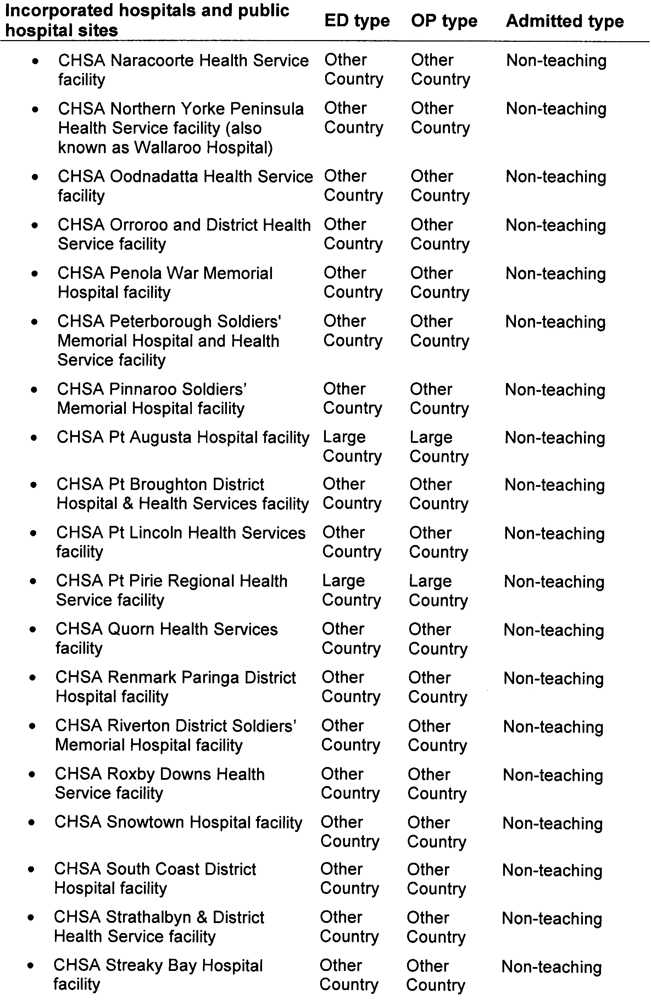 Incorporated hospitals and public hospital sites ED type OP type Admitted type
• CHSA Naracoorte Health Service Other Other Non-teaching
facility Country Country
• CHSA Northern Yorke Peninsula Other Other Non-teaching
Health Service facility (also Country Country
known as Wallaroo Hospital)
• CHSA Oodnadatta Health Service Other Other Non-teaching
facility Country Country
• CHSA Orroroo and District Health Other Other Non-teaching
Service facility Country Country
• CHSA Penola War Memorial Other Other Non-teaching
Hospital facility Country Country
• CHSA Peterborough Soldiers' Other Other Non-teaching
Memorial Hospital and Health Country Country
Service facility
• CHSA Pinnaroo Soldiers’ Other Other Non-teaching
Memorial Hospital facility Country Country
• CHSA Pt Augusta Hospital facility Large Large Non-teaching
Country Country
• CHSA Pt Broughton District Other Other Non-teaching
Hospital & Health Services facility Country Country
• CHSA Pt Lincoln Health Services Other Other Non-teaching
facility Country Country
• CHSA Pt Pirie Regional Health Large Large Non-teaching
Service facility Country Country
• CHSA Quorn Health Services Other Other Non-teaching
facility Country Country
• CHSA Renmark Paringa District Other Other Non-teaching
Hospital facility Country Country
• CHSA Riverton District Soldiers’ Other Other Non-teaching
Memorial Hospital facility Country Country
• CHSA Roxby Downs Health Other Other Non-teaching
Service facility Country Country
• CHSA Snowtown Hospital facility Other Other Non-teaching
Country Country
• CHSA South Coast District Other Other Non-teaching
Hospital facility Country Country
• CHSA Strathalbyn & District Other Other Non-teaching
Health Service facility Country Country
• CHSA Streaky Bay Hospital Other Other Non-teaching
facility Country Country